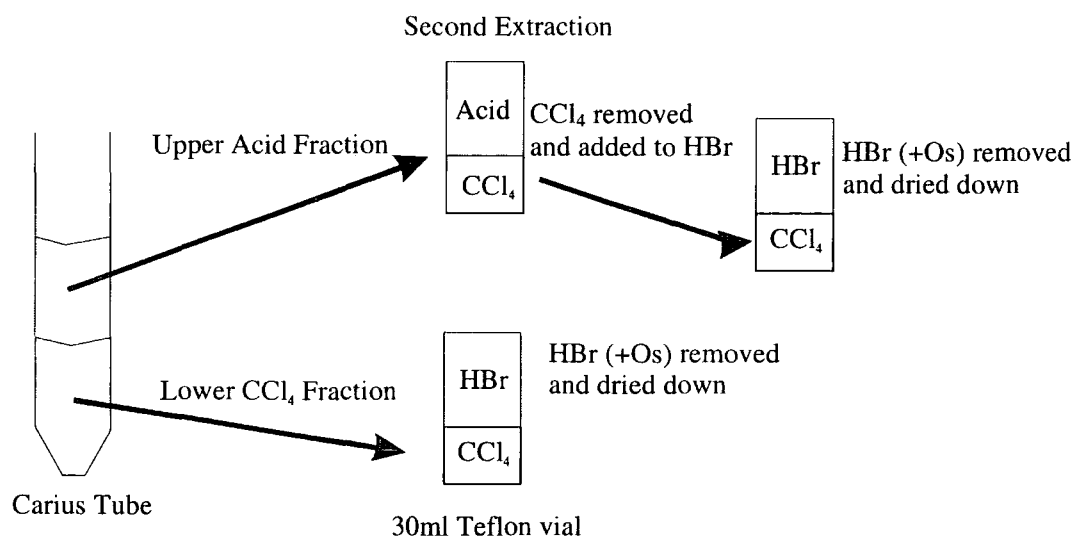 Second Extraction
Acid
CCl₄
CCl₄ removed
and added to HBr
Upper Acid Fraction
HBr
CCl₄
HBr (+Os) removed
and dried down
HBr
CCl₄
HBr (+Os) removed
and dried down
Lower CCl₄ Fraction
Carius Tube
30ml Teflon vial